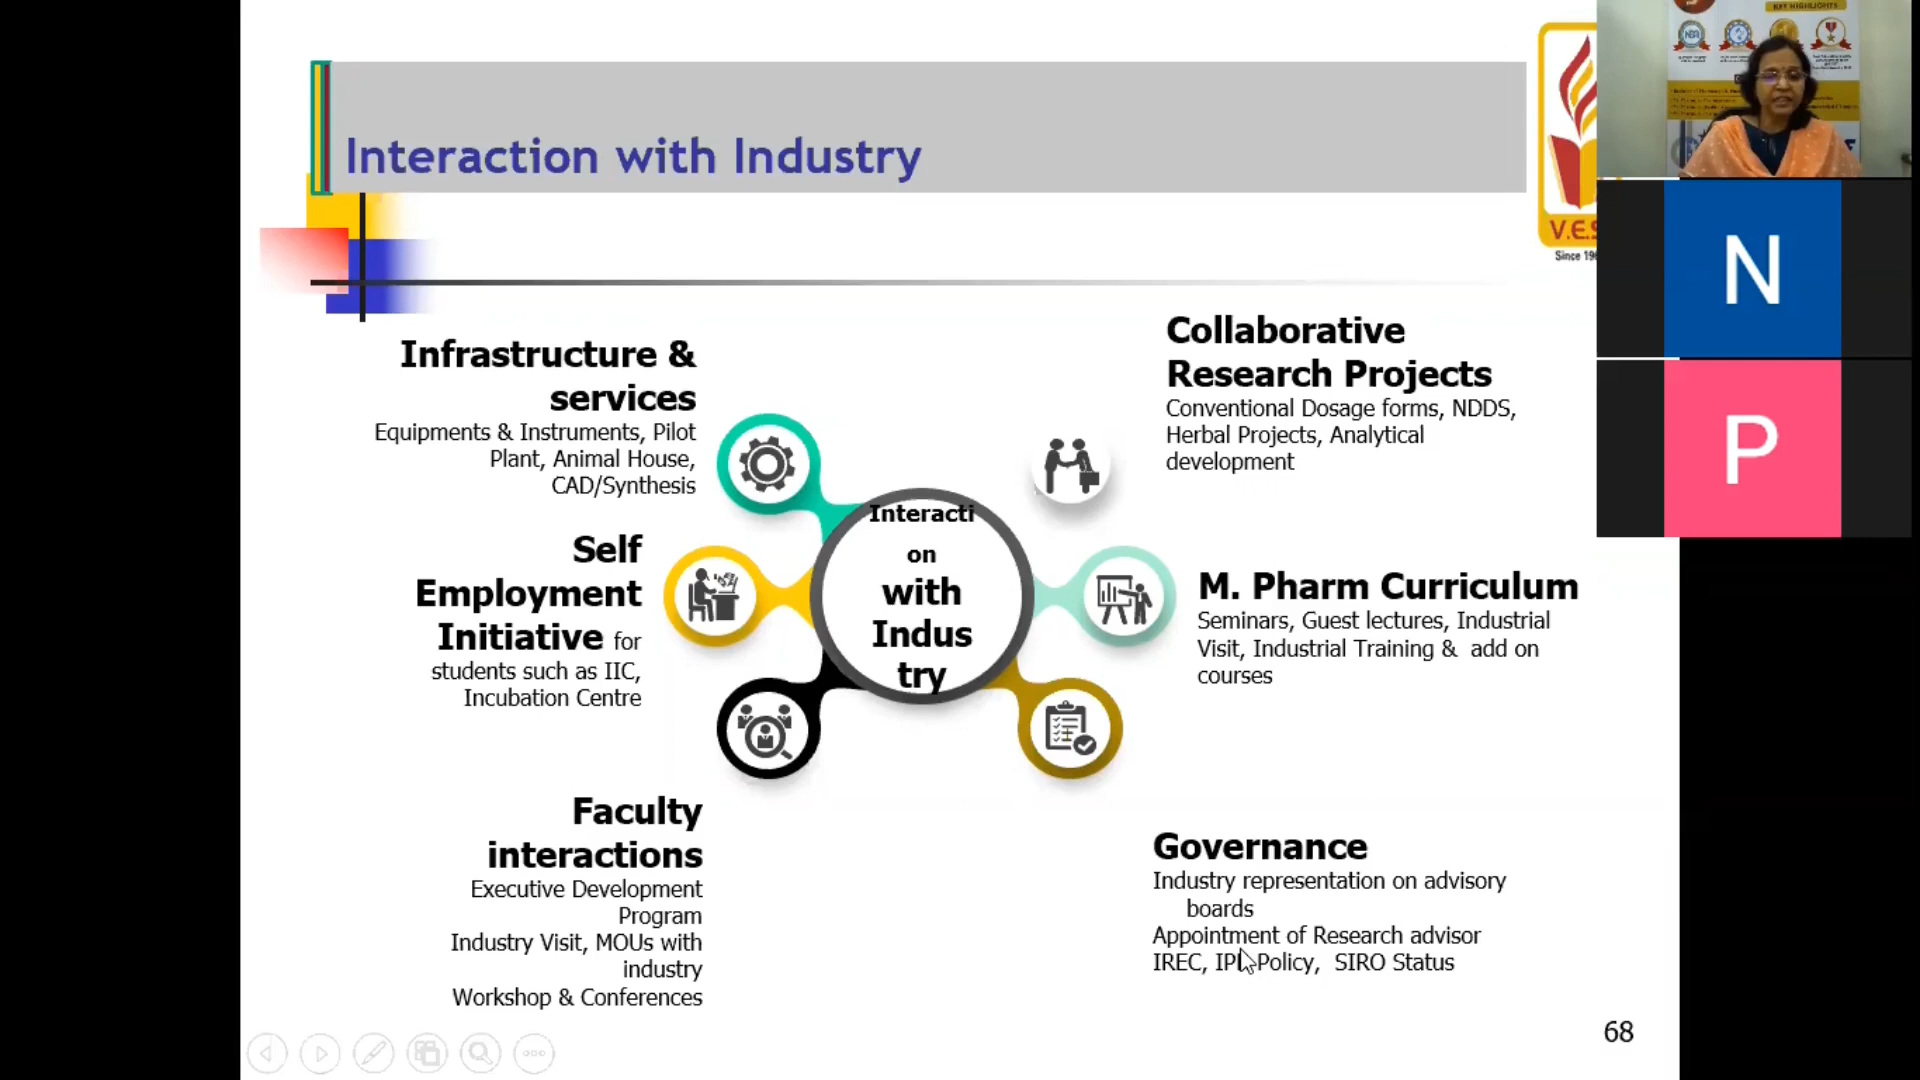 Interaction with Industry
V.E.S
KEY HIGHLIGHTS
NBA
N
P
Infrastructure &
services
Equipments & Instruments, Pilot
Plant, Animal House,
CAD/Synthesis
Self
Employment
Initiative for
students such as IIC,
Incubation Centre
Faculty
interactions
Executive Development
Program
Industry Visit, MOUs with
industry
Workshop & Conferences
Interacti
on
with
Indus
try
Collaborative
Research Projects
Conventional Dosage forms, NDDS,
Herbal Projects, Analytical
development
M. Pharm Curriculum
Seminars, Guest lectures, Industrial
Visit, Industrial Training & add on
courses
Governance
Industry representation on advisory
boards
Appointment of Research advisor
IREC, Policy, SIRO Status
68
Since